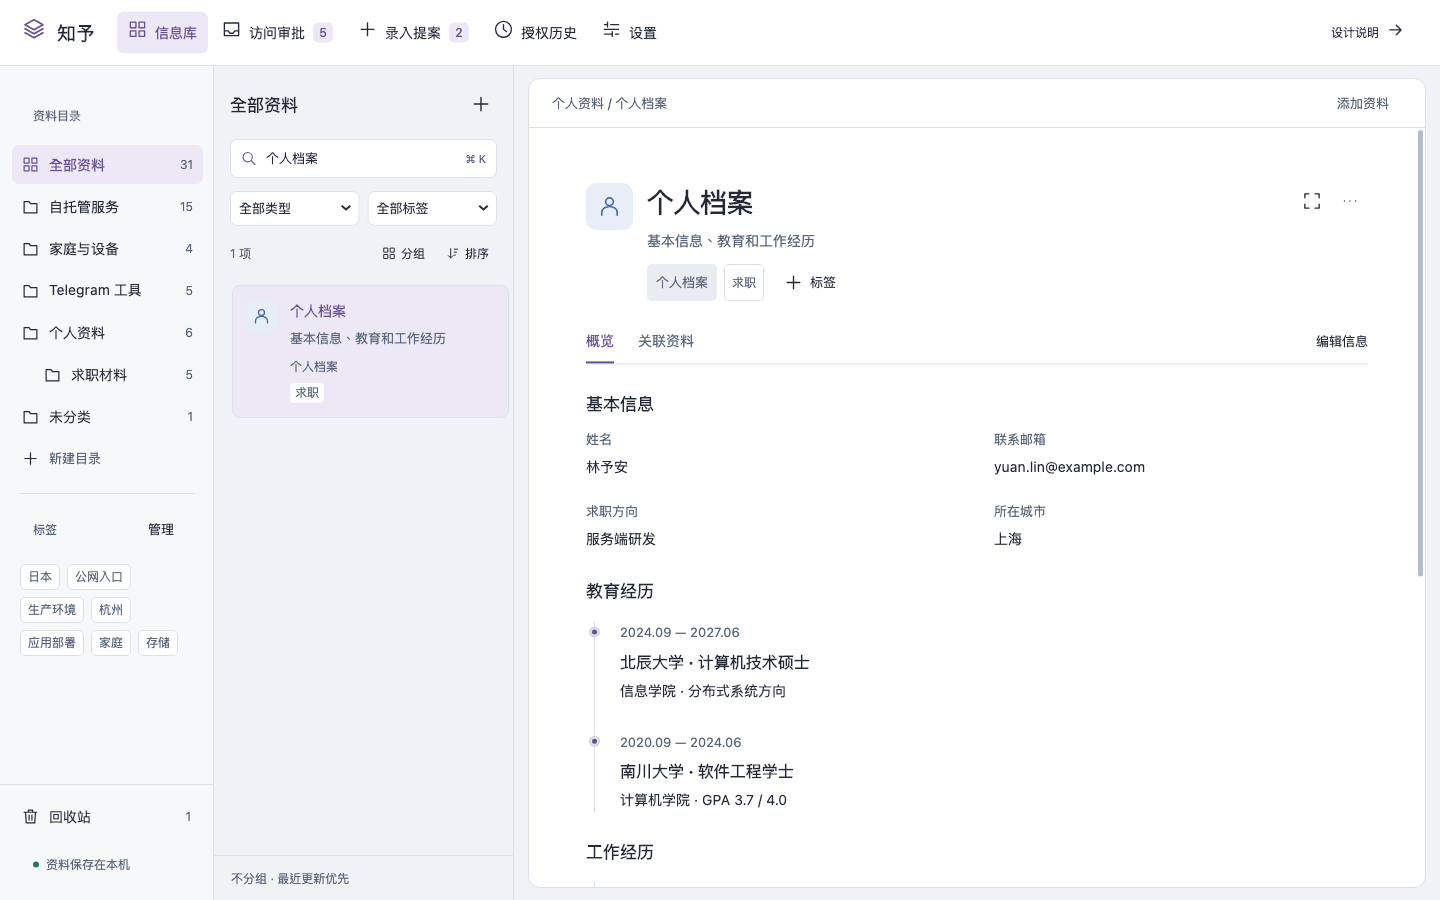 知予
信息库
访问审批 5
录入提案 2
授权历史
设置
设计说明
资料目录
全部资料 31
自托管服务 15
家庭与设备 4
Telegram 工具 5
个人资料 6
求职材料 5
未分类 1
新建目录
标签 管理
日本 公网入口
生产环境 杭州
应用部署 家庭 存储
回收站 1
资料保存在本机
全部资料
个人档案 ⌘ K
全部类型 全部标签
1 项 分组 排序
个人档案
基本信息、教育和工作经历
个人档案
求职
不分组 · 最近更新优先
个人资料 / 个人档案 添加资料
个人档案
基本信息、教育和工作经历
个人档案 求职 标签
概览 关联资料 编辑信息
基本信息
姓名 联系邮箱
林予安 yuan.lin@example.com
求职方向 所在城市
服务端研发 上海
教育经历
2024.09 — 2027.06
北辰大学 · 计算机技术硕士
信息学院 · 分布式系统方向
2020.09 — 2024.06
南川大学 · 软件工程学士
计算机学院 · GPA 3.7 / 4.0
工作经历